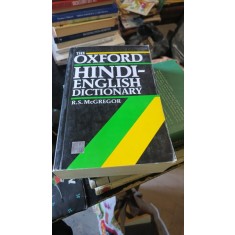 THE
OXFORD
HINDI-
ENGLISH
DICTIONARY
R.S. McGREGOR